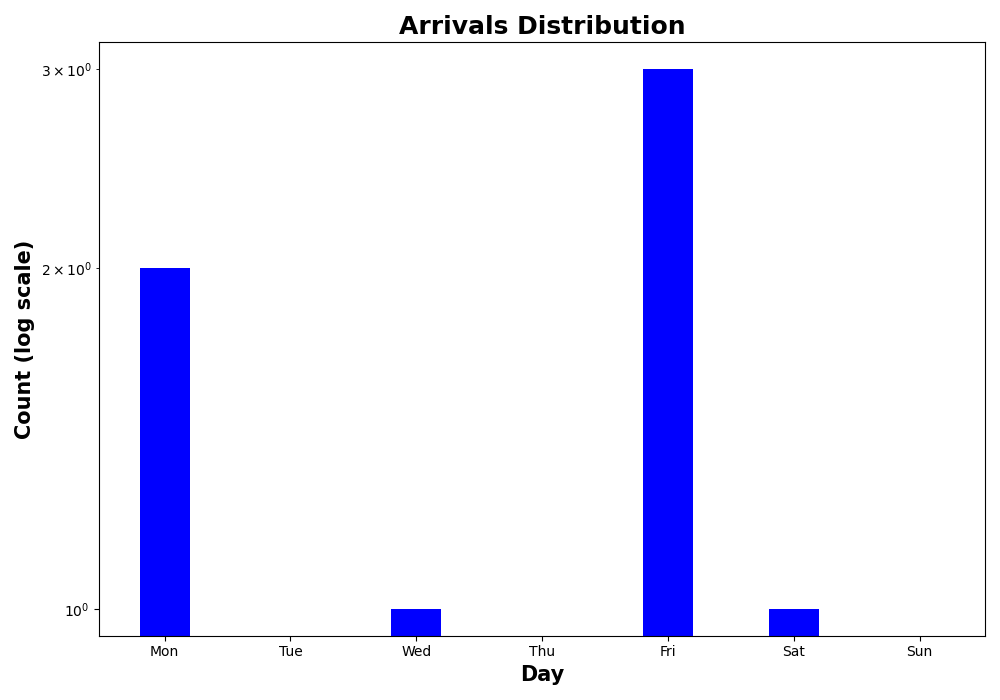 Arrivals Distribution
3 × 10⁰
2 × 10⁰
10⁰
Count (log scale)
Mon Tue Wed Thu Fri Sat Sun
Day